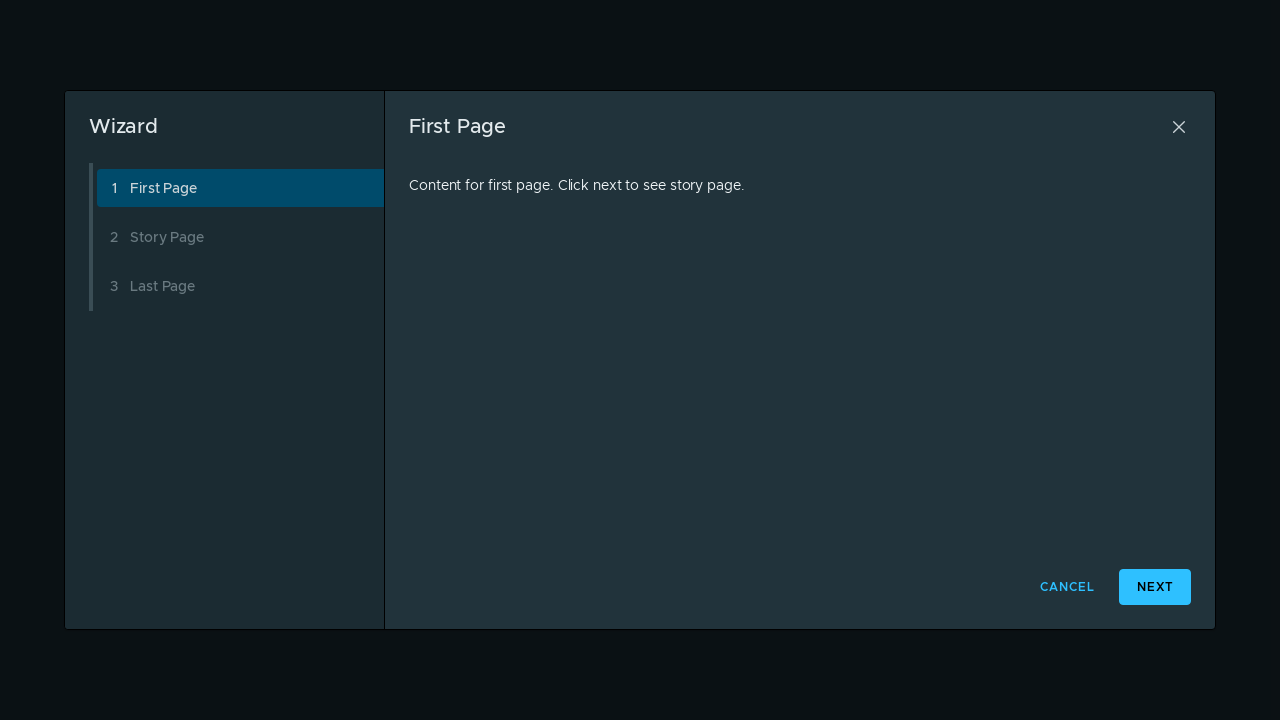 Wizard
1 First Page
2 Story Page
3 Last Page
First Page
Content for first page. Click next to see story page.
CANCEL
NEXT